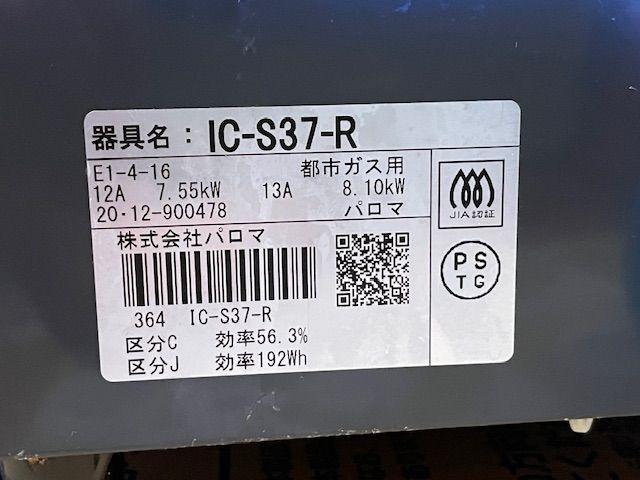 器具名：IC-S37-R
E1-4-16 都市ガス用
12A 7.55kW 13A 8.10kW
20・12-900478 パロマ
株式会社パロマ
364 IC-S37-R
区分C 効率56.3%
区分J 効率192Wh
JIA認証
PS
TG